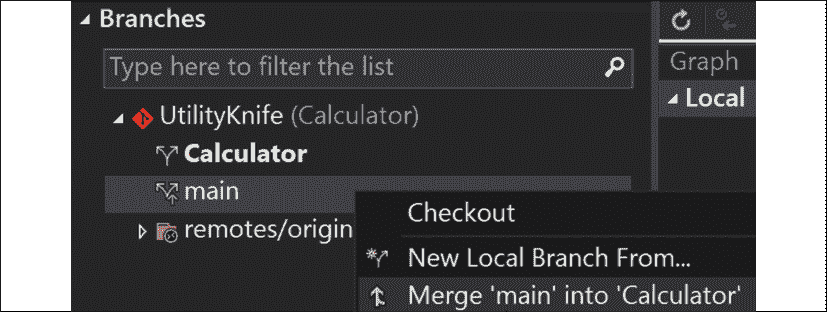 Branches
Type here to filter the list
UtilityKnife (Calculator)
Calculator
main
remotes/origin
Graph
Local
Checkout
New Local Branch From...
Merge 'main' into 'Calculator'